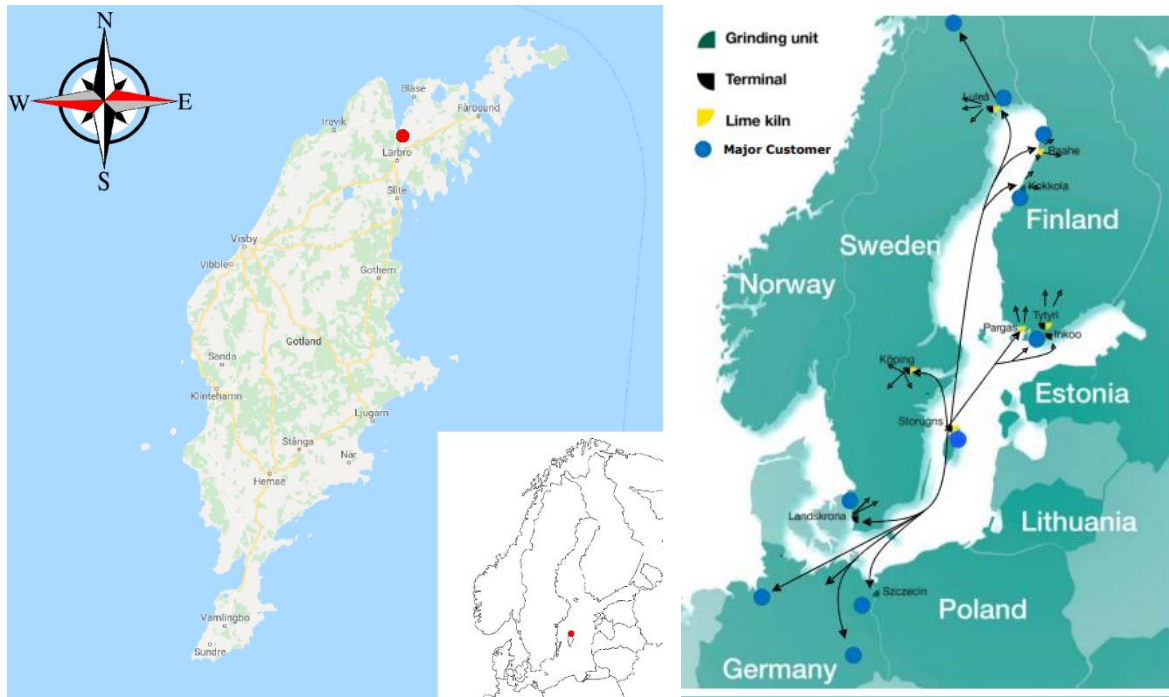 N
W
E
S
Bläse
Fårösund
Irevik
Lärbro
Slite
Visby
Vibble
Gothem
Gotland
Sanda
Klintehamn
Ljugarn
Stånga
När
Hemse
Vamlingbo
Sundre
Grinding unit
Terminal
Lime kiln
Major Customer
Luleå
Raahe
Kokkola
Finland
Sweden
Norway
Tytyri
Pargas
Inkoo
Köping
Estonia
Storugns
Landskrona
Lithuania
Szczecin
Poland
Germany